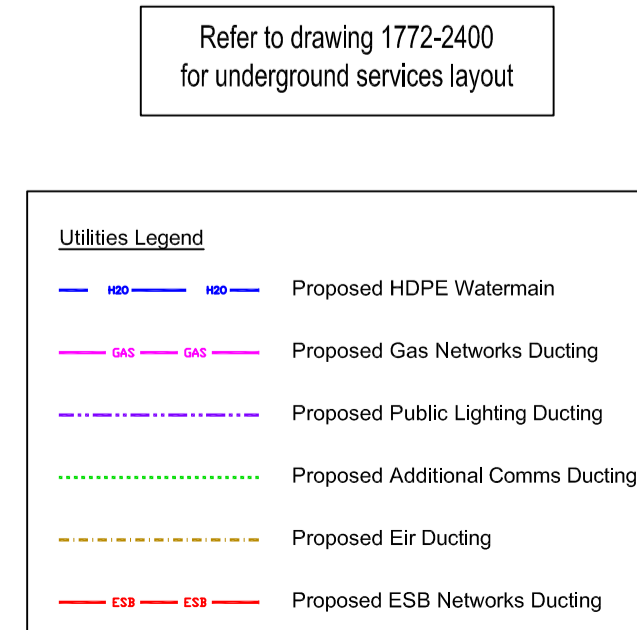 Refer to drawing 1772-2400
for underground services layout
Utilities Legend
H2O H2O Proposed HDPE Watermain
GAS GAS Proposed Gas Networks Ducting
Proposed Public Lighting Ducting
Proposed Additional Comms Ducting
Proposed Eir Ducting
ESB ESB Proposed ESB Networks Ducting